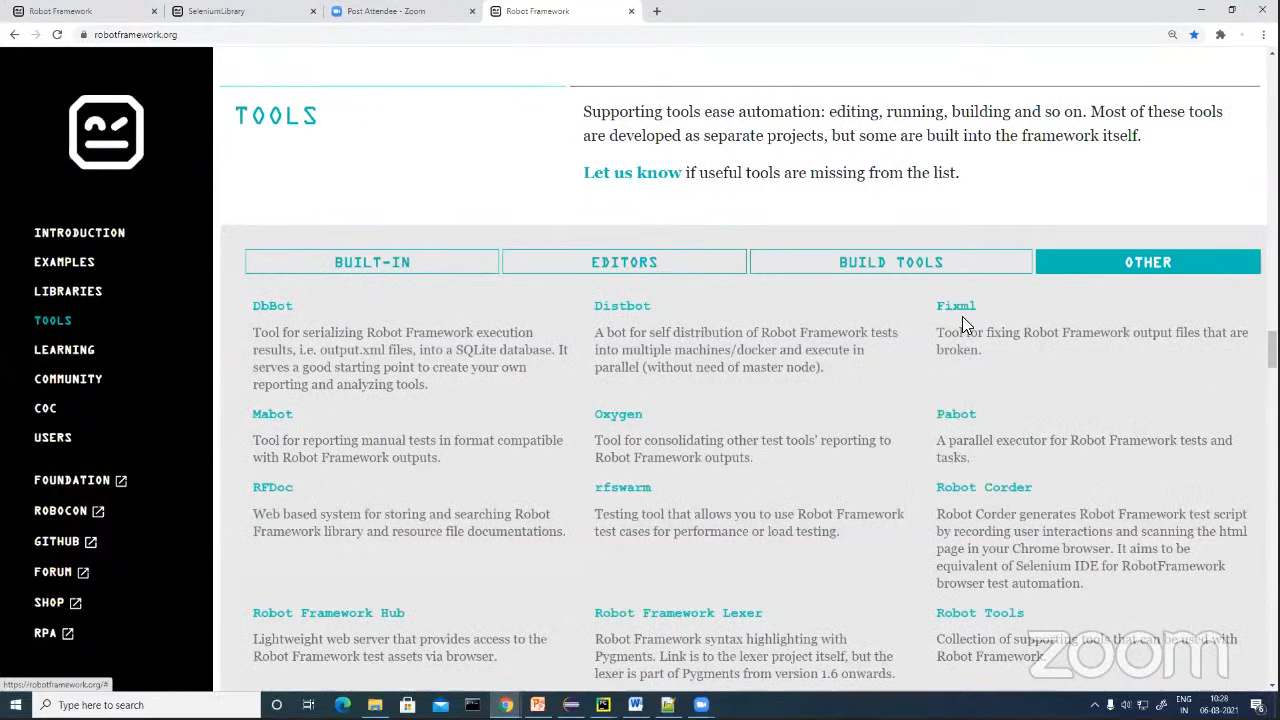 Robot Framework
SeleniumLibrary
Post Attendee - Zoom
Robot Framework
robotframework.org
INTRODUCTION
EXAMPLES
LIBRARIES
TOOLS
LEARNING
COMMUNITY
COC
USERS
FOUNDATION
ROBOCON
GITHUB
FORUM
SHOP
RPA
https://robotframework.org/#
TOOLS
Supporting tools ease automation: editing, running, building and so on. Most of these tools
are developed as separate projects, but some are built into the framework itself.
Let us know if useful tools are missing from the list.
BUILT-IN
EDITORS
BUILD TOOLS
OTHER
DbBot
Tool for serializing Robot Framework execution
results, i.e. output.xml files, into a SQLite database. It
serves a good starting point to create your own
reporting and analyzing tools.
Distbot
A bot for self distribution of Robot Framework tests
into multiple machines/docker and execute in
parallel (without need of master node).
Fixml
Tool for fixing Robot Framework output files that are
broken.
Mabot
Tool for reporting manual tests in format compatible
with Robot Framework outputs.
Oxygen
Tool for consolidating other test tools' reporting to
Robot Framework outputs.
Pabot
A parallel executor for Robot Framework tests and
tasks.
RFDoc
Web based system for storing and searching Robot
Framework library and resource file documentations.
rfswarm
Testing tool that allows you to use Robot Framework
test cases for performance or load testing.
Robot Corder
Robot Corder generates Robot Framework test script
by recording user interactions and scanning the html
page in your Chrome browser. It aims to be
equivalent of Selenium IDE for RobotFramework
browser test automation.
Robot Framework Hub
Lightweight web server that provides access to the
Robot Framework test assets via browser.
Robot Framework Lexer
Robot Framework syntax highlighting with
Pygments. Link is to the lexer project itself, but the
lexer is part of Pygments from version 1.6 onwards.
Robot Tools
Collection of supporting tools that can be used with
Robot Framework.
zoom
Type here to search
ENG
10:28
06-08-2021